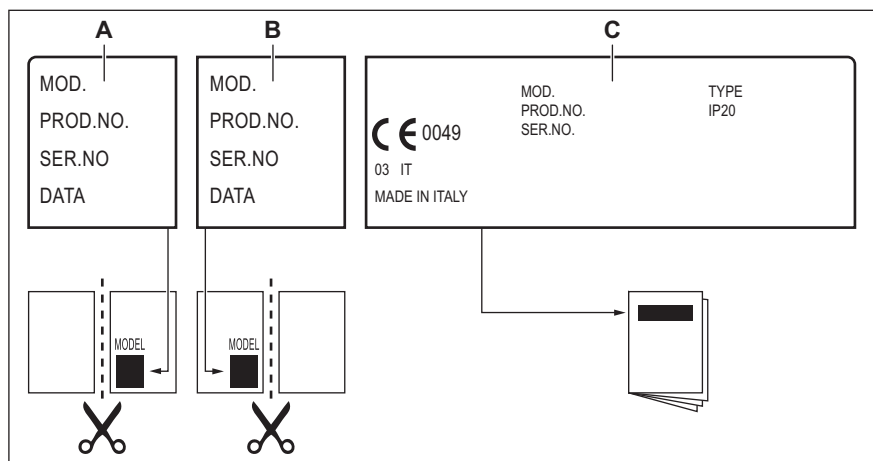 A
B
C
MOD.
PROD.NO.
SER.NO
DATA
MOD.
PROD.NO.
SER.NO
DATA
MOD.
PROD.NO.
SER.NO.
TYPE
IP20
CE 0049
03 IT
MADE IN ITALY
MODEL
MODEL